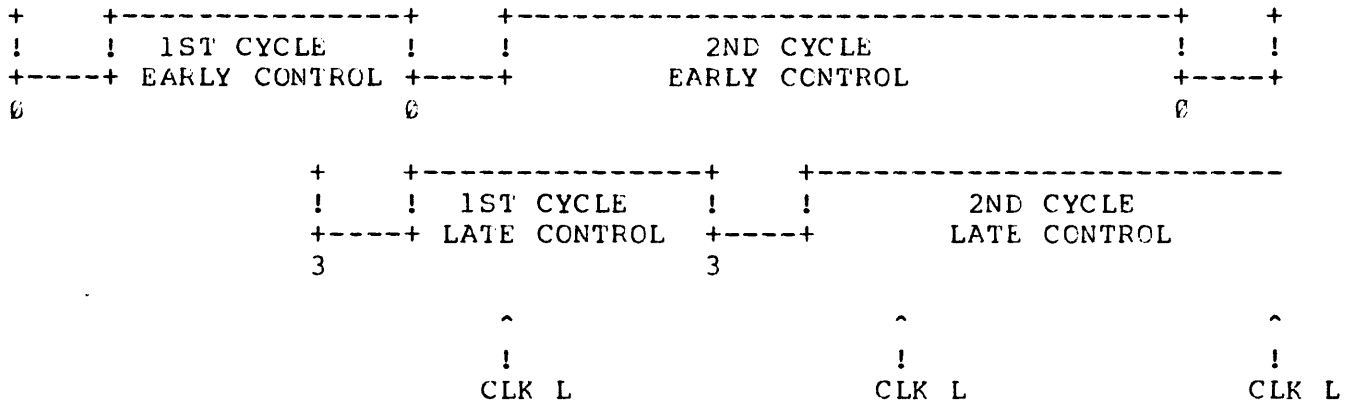 + +---------------+ +----------------------------------+ +
! ! 1ST CYCLE ! ! 2ND CYCLE ! !
+----+ EARLY CONTROL +----+ EARLY CONTROL +----+
0 0 0
+ +---------------+ +------------------------
! ! 1ST CYCLE ! ! 2ND CYCLE
+----+ LATE CONTROL +----+ LATE CONTROL
3 3
^ ^ ^
! ! !
CLK L CLK L CLK L